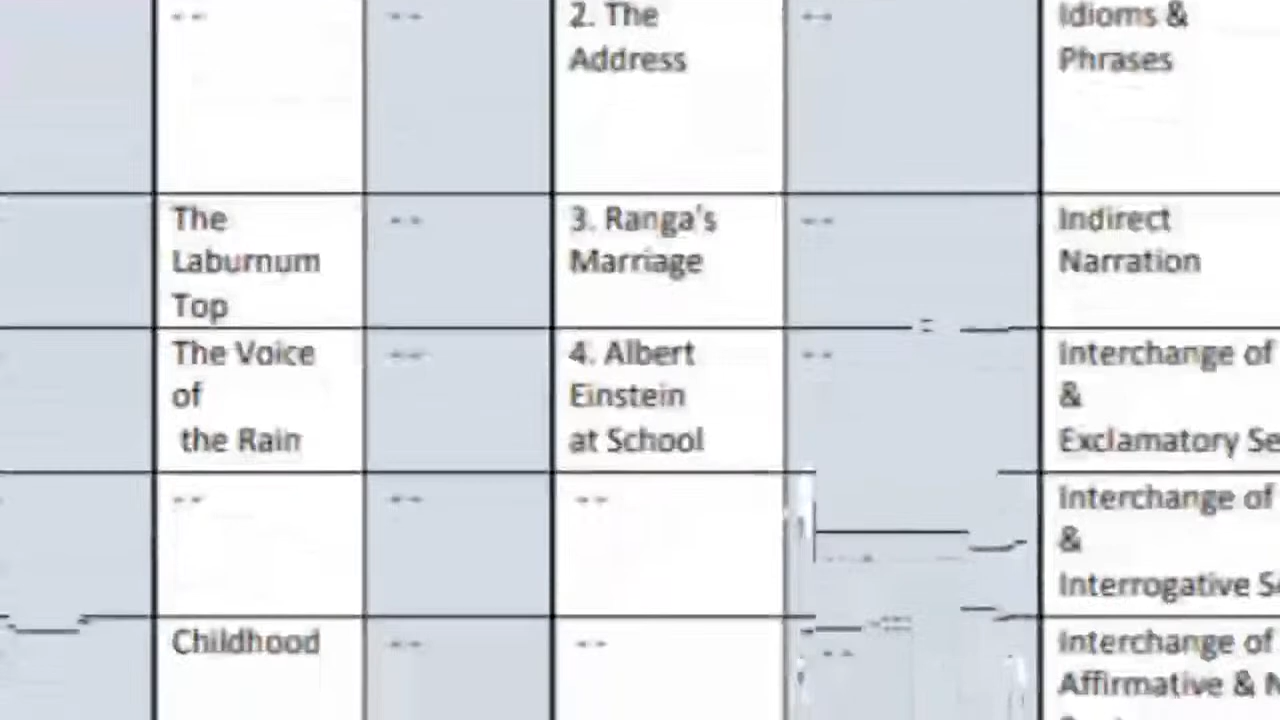 -- -- 2. The -- Idioms &
Address Phrases
The -- 3. Ranga's -- Indirect
Laburnum Marriage Narration
Top
The Voice -- 4. Albert -- Interchange of
of Einstein &
the Rain at School Exclamatory Se
-- -- -- Interchange of
&
Interrogative Se
Childhood -- -- -- Interchange of
Affirmative & N